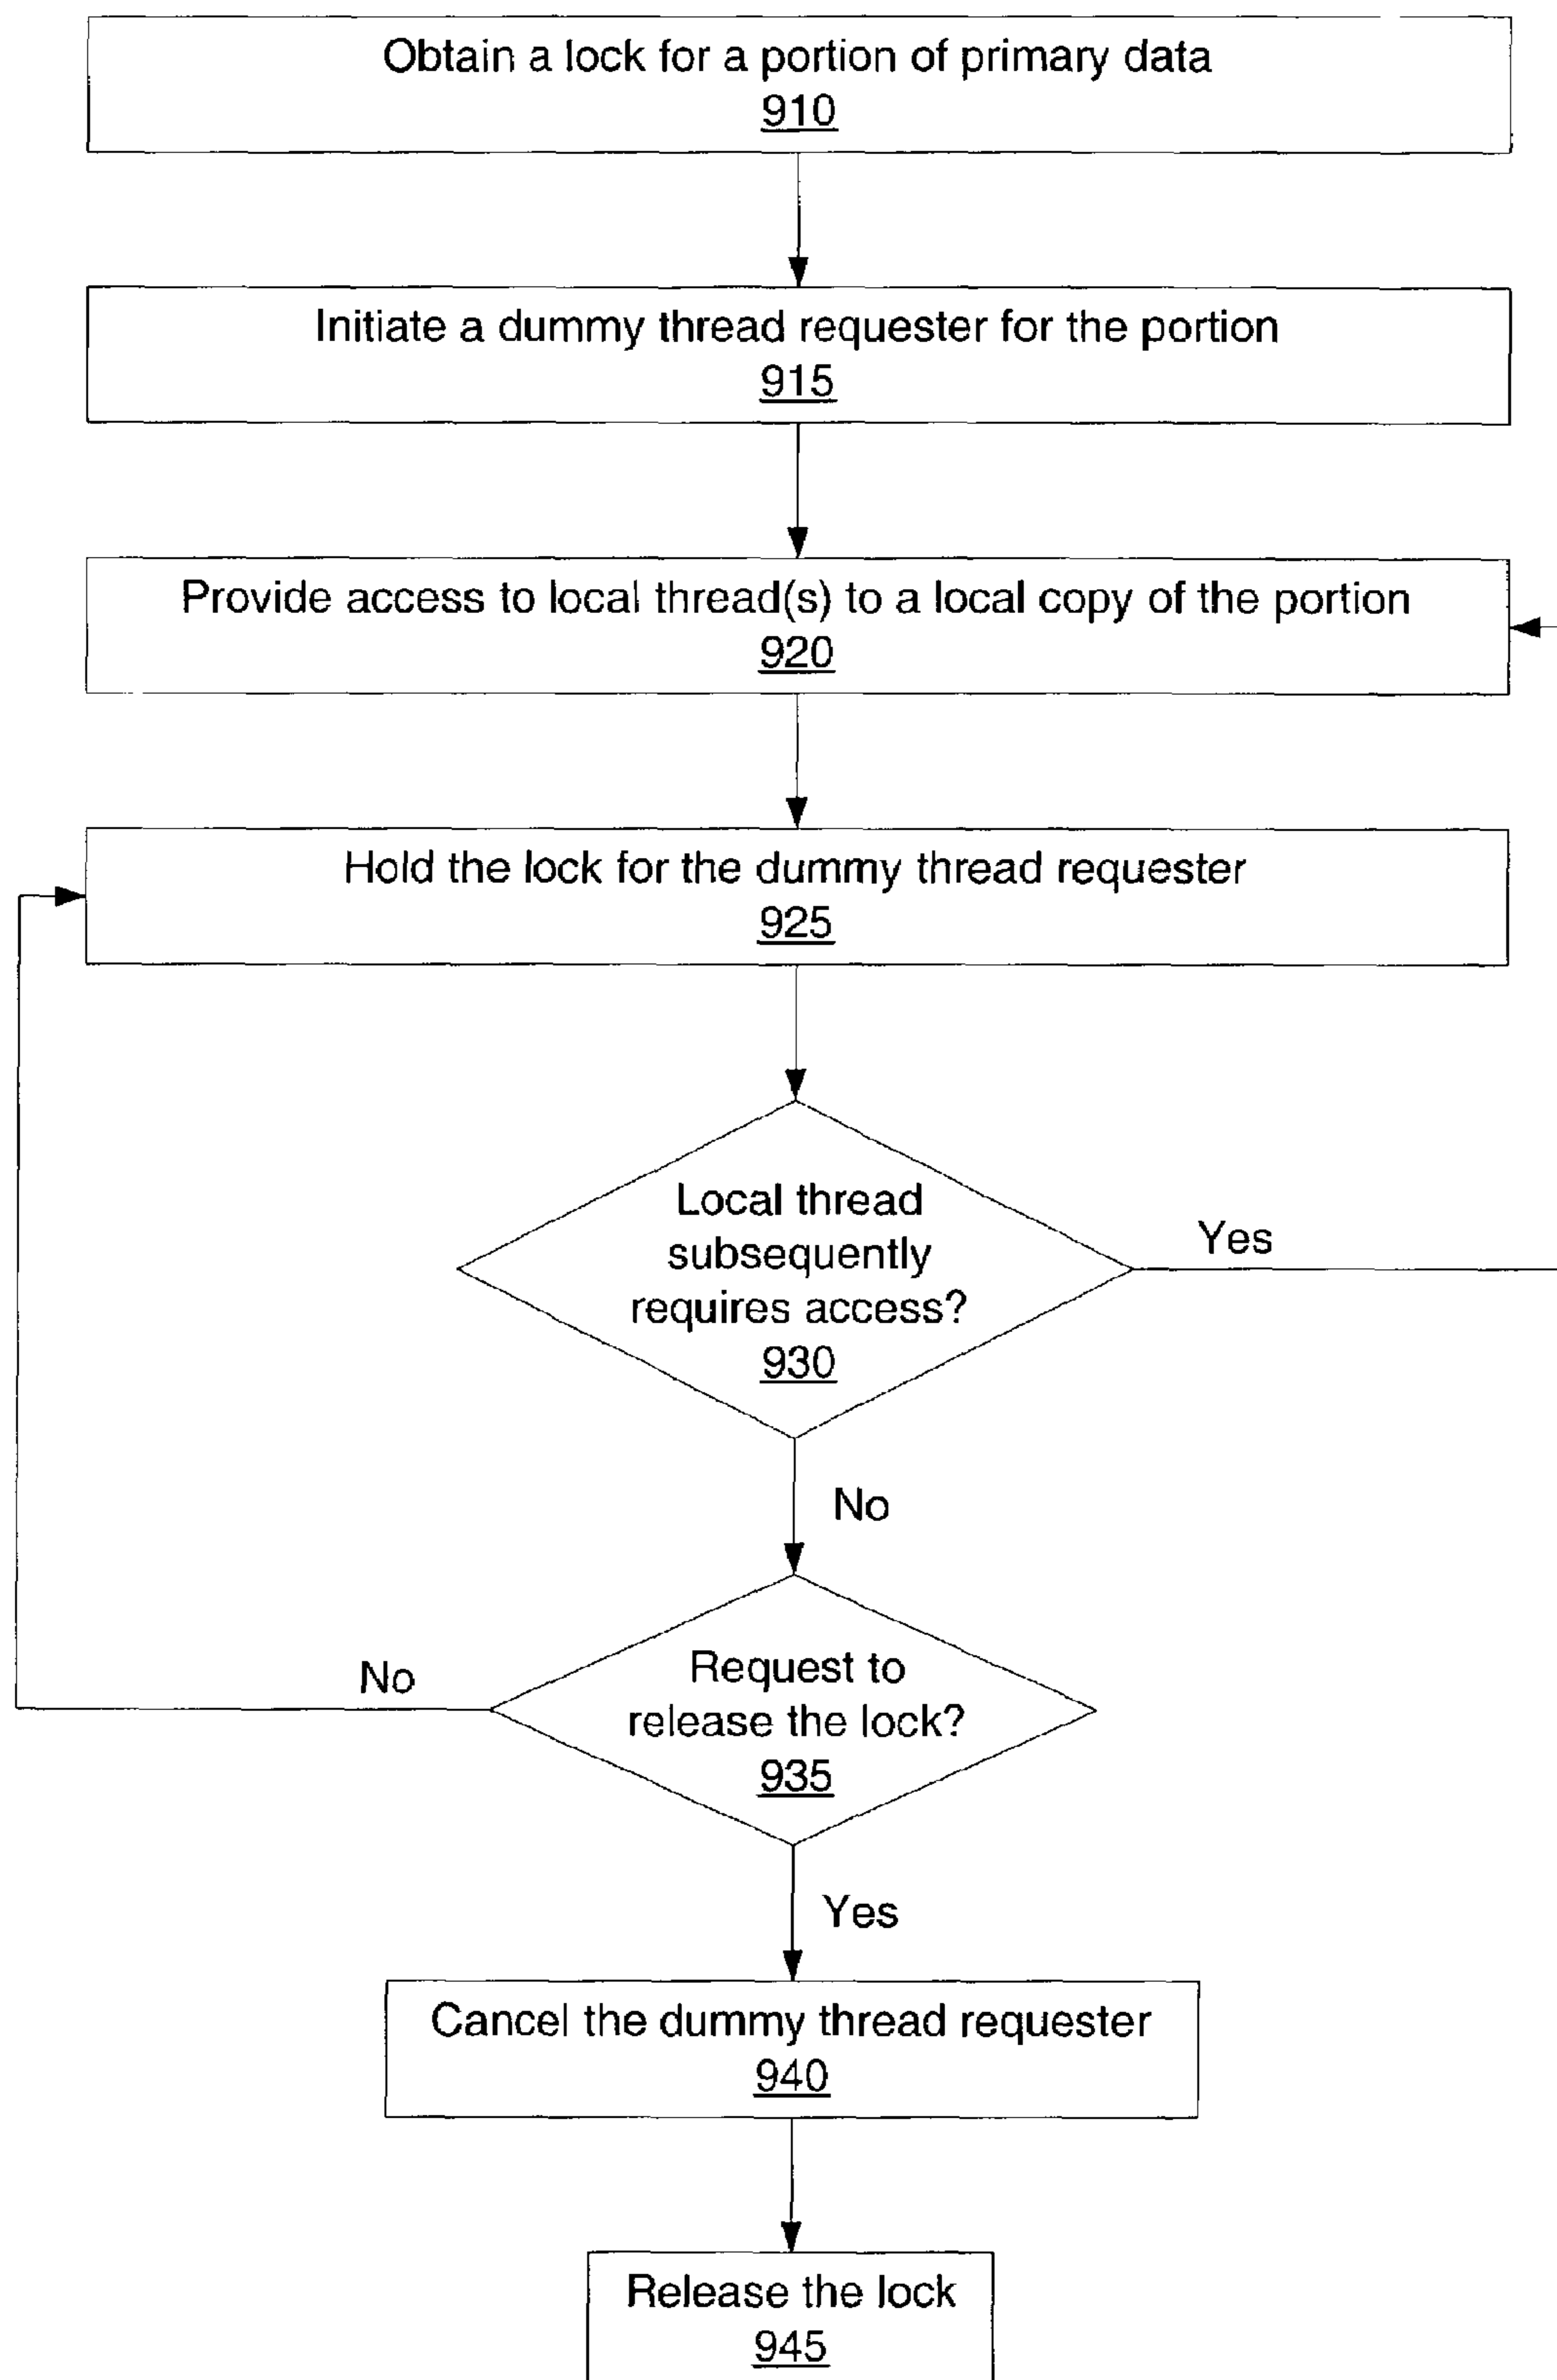 Obtain a lock for a portion of primary data
910
Initiate a dummy thread requester for the portion
915
Provide access to local thread(s) to a local copy of the portion
920
Hold the lock for the dummy thread requester
925
Local thread
subsequently
requires access?
930
Yes
No
Request to
release the lock?
935
No
Yes
Cancel the dummy thread requester
940
Release the lock
945